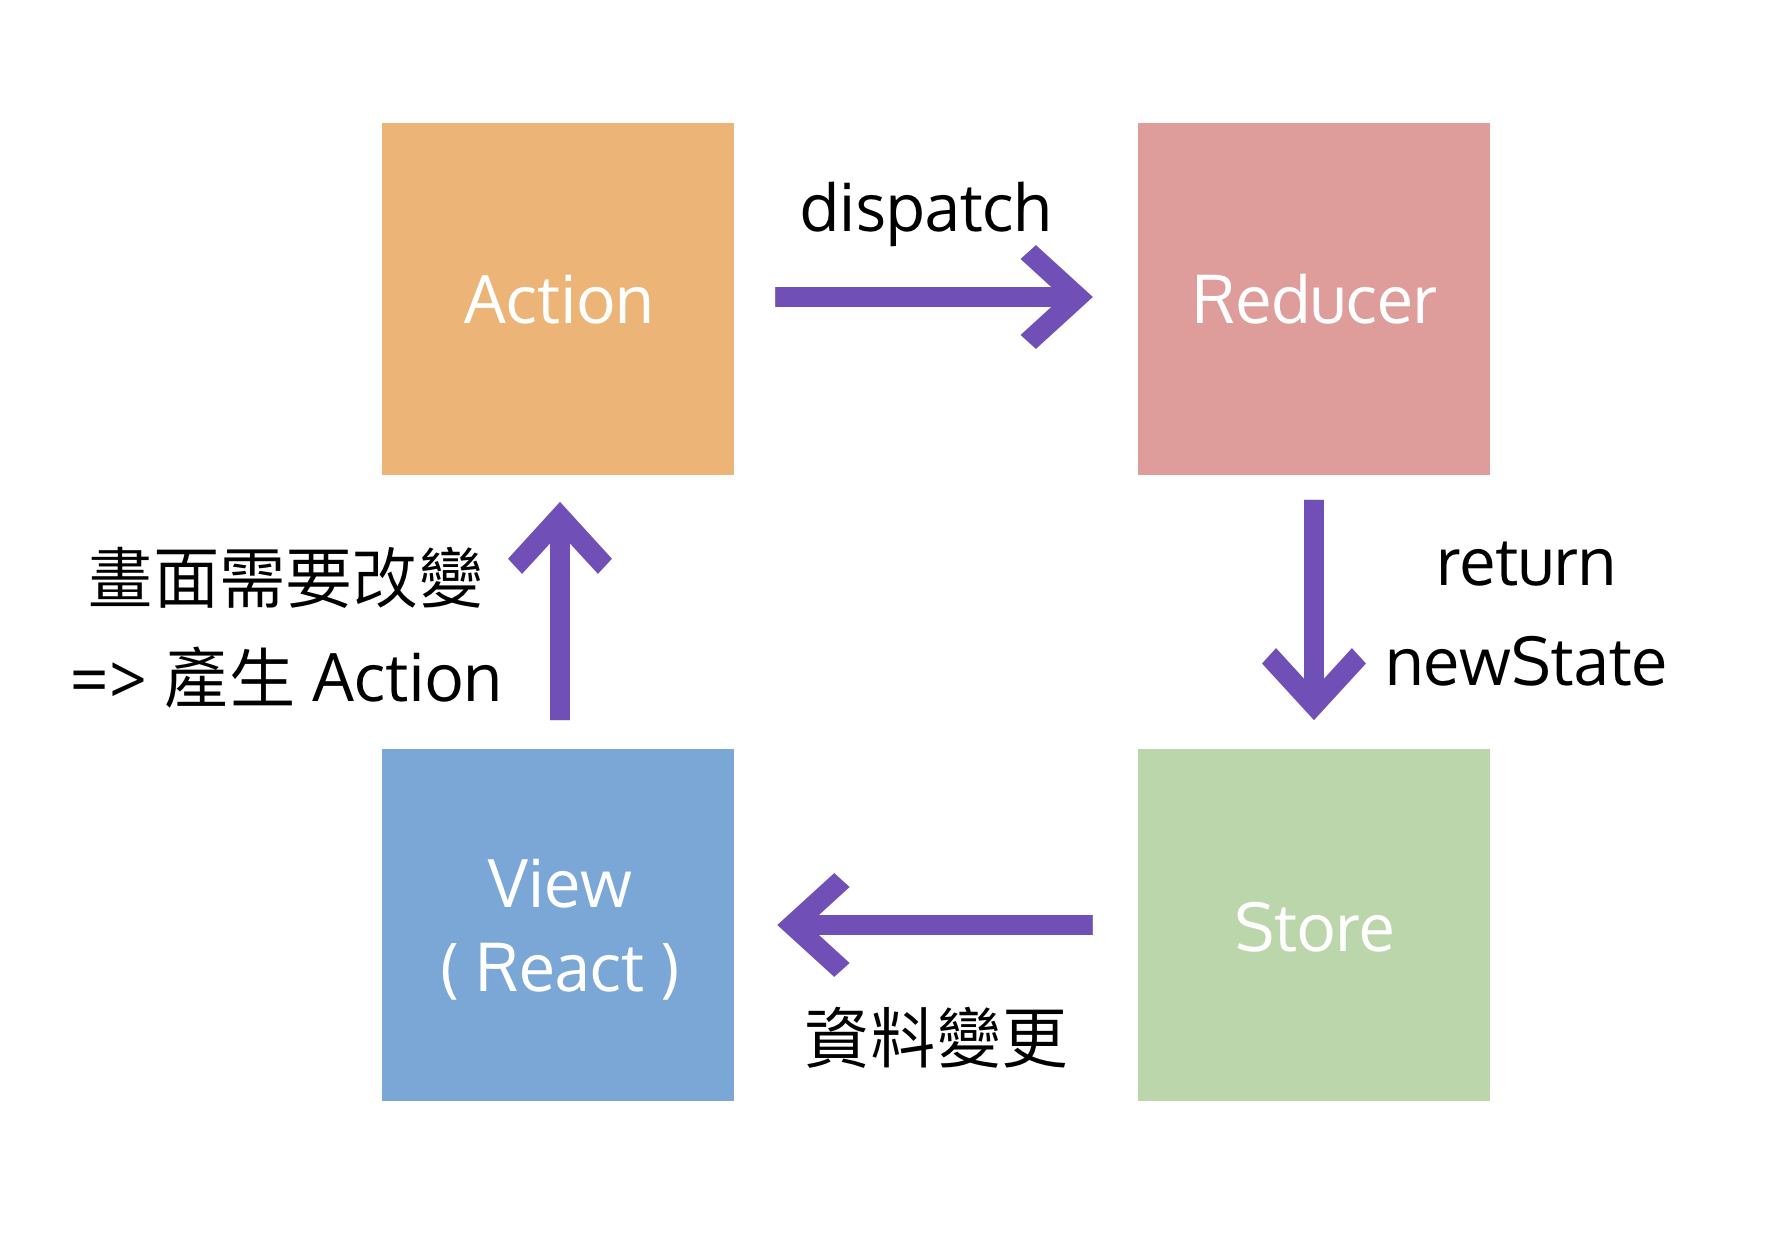 dispatch
Action
Reducer
畫面需要改變
=> 產生 Action
return
newState
View
( React )
Store
資料變更